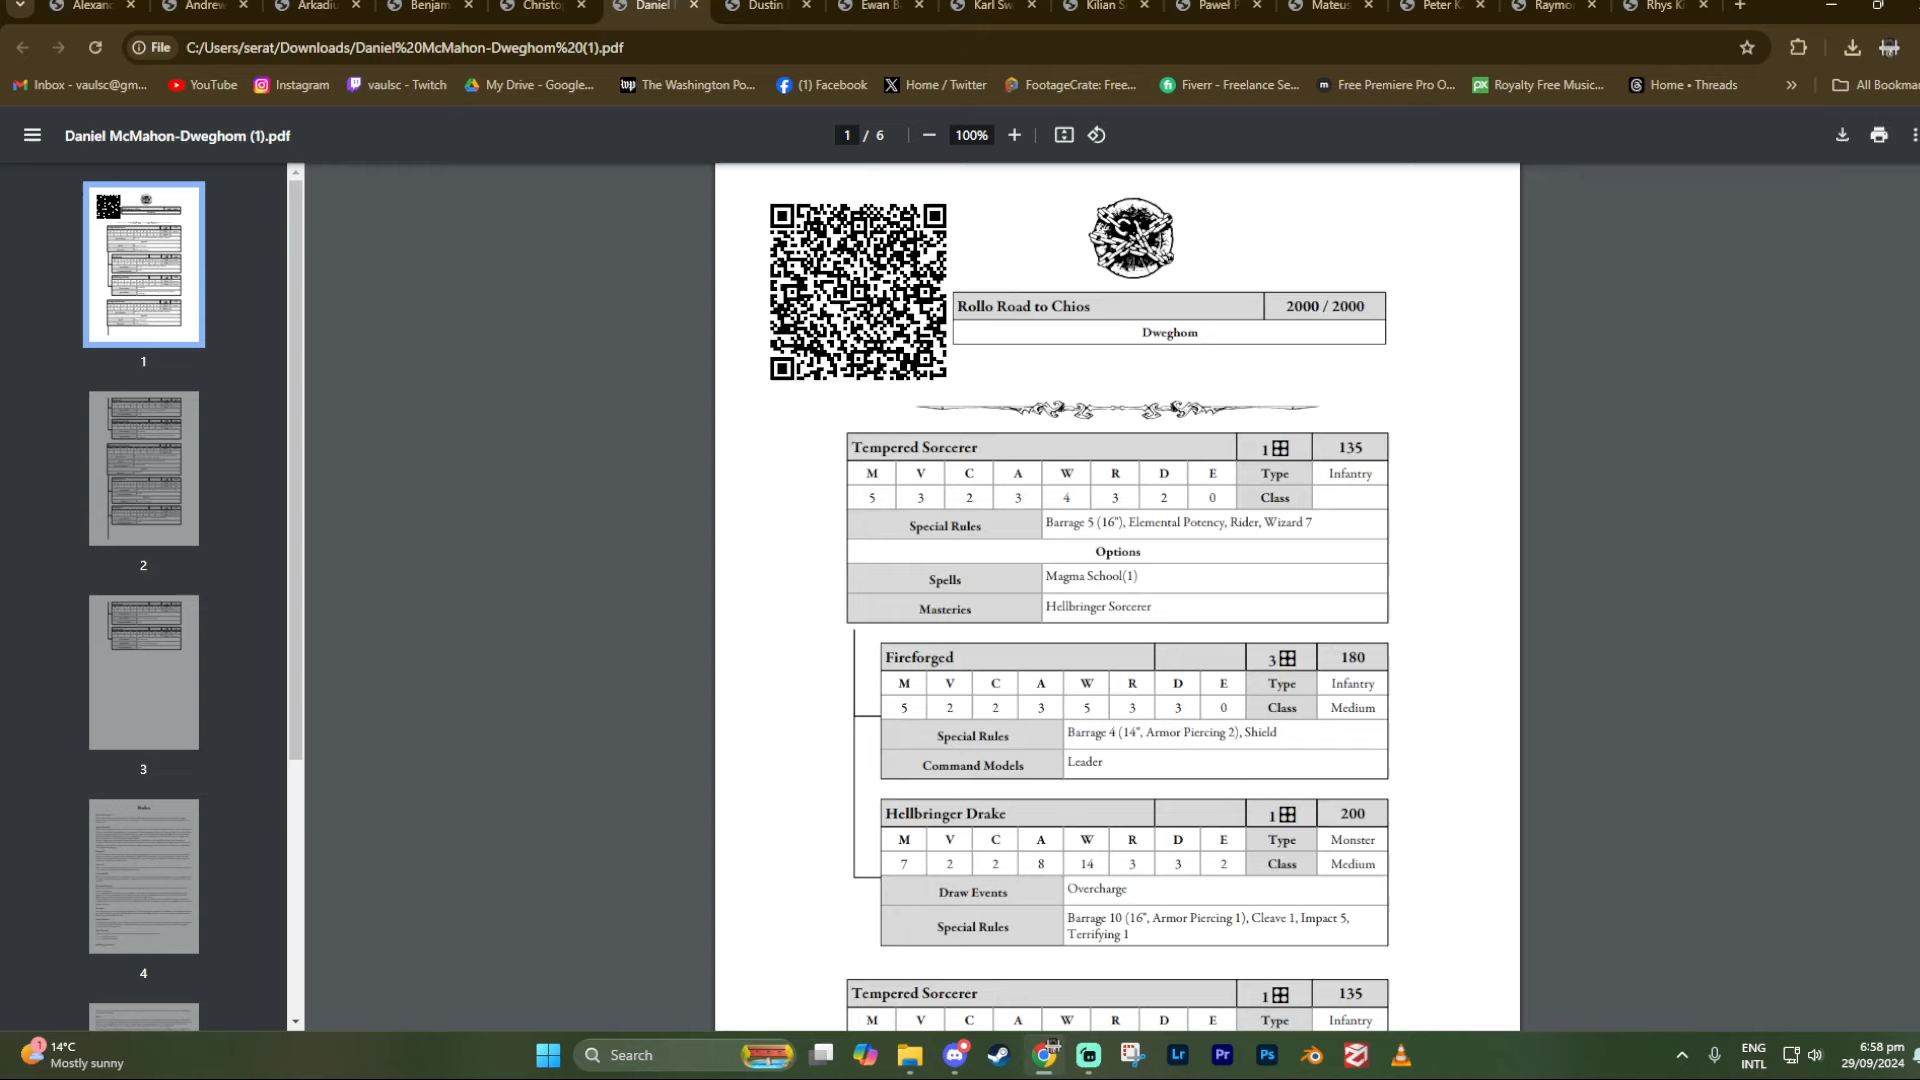 Alexand
Andrew
Arkadiu
Benjam
Christo
Daniel
Dustin
Ewan B
Karl Sw
Kilian S
Paweł P
Mateus
Peter K
Raymo
Rhys Ki
File
C:/Users/serat/Downloads/Daniel%20McMahon-Dweghom%20(1).pdf
Inbox - vaulsc@gm...
YouTube
Instagram
vaulsc - Twitch
My Drive - Google...
The Washington Po...
(1) Facebook
Home / Twitter
FootageCrate: Free...
Fiverr - Freelance Se...
Free Premiere Pro O...
Royalty Free Music...
Home • Threads
All Bookma
Daniel McMahon-Dweghom (1).pdf
1 / 6
100%
1
2
3
4
Rollo Road to Chios 2000 / 2000
Dweghom
Tempered Sorcerer 1 135
M V C A W R D E Type Infantry
5 3 2 3 4 3 2 0 Class
Special Rules Barrage 5 (16"), Elemental Potency, Rider, Wizard 7
Options
Spells Magma School(1)
Masteries Hellbringer Sorcerer
Fireforged 3 180
M V C A W R D E Type Infantry
5 2 2 3 5 3 3 0 Class Medium
Special Rules Barrage 4 (14", Armor Piercing 2), Shield
Command Models Leader
Hellbringer Drake 1 200
M V C A W R D E Type Monster
7 2 2 8 14 3 3 2 Class Medium
Draw Events Overcharge
Special Rules Barrage 10 (16", Armor Piercing 1), Cleave 1, Impact 5,
Terrifying 1
Tempered Sorcerer 1 135
M V C A W R D E Type Infantry
1
14°C
Mostly sunny
Search
Lr
Pr
Ps
ENG
INTL
6:58 pm
29/09/2024